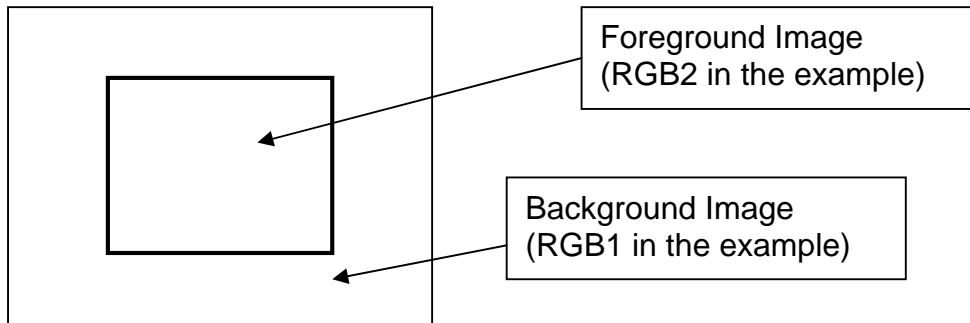 Foreground Image
(RGB2 in the example)
Background Image
(RGB1 in the example)